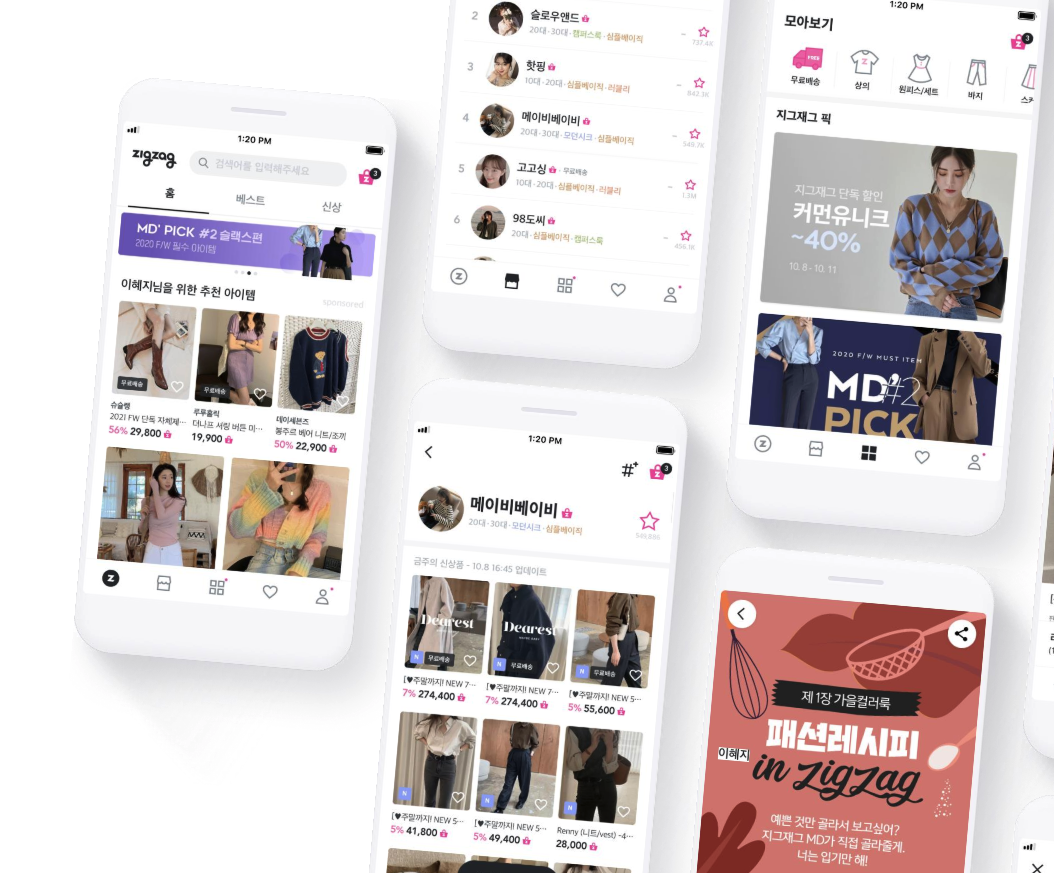 1:20 PM
zigzag
검색어를 입력해주세요
3
홈
베스트
신상
MD' PICK #2 슬랙스편
2020 F/W 필수 아이템
이혜지님을 위한 추천 아이템
sponsored
무료배송
무료배송
슈슬랭
2021 FW 단독 자체제…
56% 29,800
루루홀릭
더나프 셔링 버튼 미…
19,900
데이세븐즈
봉주르 베어 니트/조끼
50% 22,900
2
슬로우앤드
20대·30대·캠퍼스룩·심플베이직
737.4K
3
핫핑
10대·20대·심플베이직·러블리
842.3K
4
메이비베이비
20대·30대·모던시크·심플베이직
549.7K
5
고고싱
· 무료배송
10대·20대·심플베이직·러블리
1.3M
6
98도씨
20대·심플베이직·캠퍼스룩
456.1K
1:20 PM
메이비베이비
3
20대·30대·모던시크·심플베이직
549,686
금주의 신상품 - 10.8 16:45 업데이트
Dearest
N 무료배송
Dearest
N 무료배송
N 무료배송
[♥주말까지! NEW 7…
7% 274,400
[♥주말까지! NEW 7…
7% 274,400
[♥주말까지! NEW 5…
5% 55,600
N
N
N
[♥주말까지! NEW 5…
5% 41,800
[♥주말까지! NEW 5…
5% 49,400
Renny (니트/vest) -4…
28,000
1:20 PM
모아보기
3
FREE
무료배송
상의
원피스/세트
바지
스커
지그재그 픽
지그재그 단독 할인
커먼유니크
~40%
10. 8 - 10. 11
2020 F/W MUST ITEM
MD' #2
PICK
제 1장 가을컬러룩
패션레시피
이혜지
in zigzag
예쁜 것만 골라서 보고싶어?
지그재그 MD가 직접 골라줄게.
너는 입기만 해!